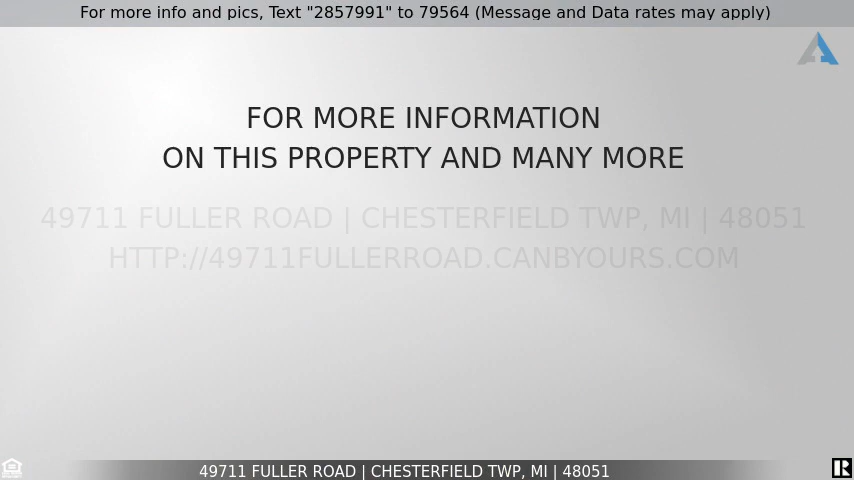 For more info and pics, Text "2857991" to 79564 (Message and Data rates may apply)
FOR MORE INFORMATION
ON THIS PROPERTY AND MANY MORE
49711 FULLER ROAD | CHESTERFIELD TWP, MI | 48051
HTTP://49711FULLERROAD.CANBYOURS.COM
49711 FULLER ROAD | CHESTERFIELD TWP, MI | 48051